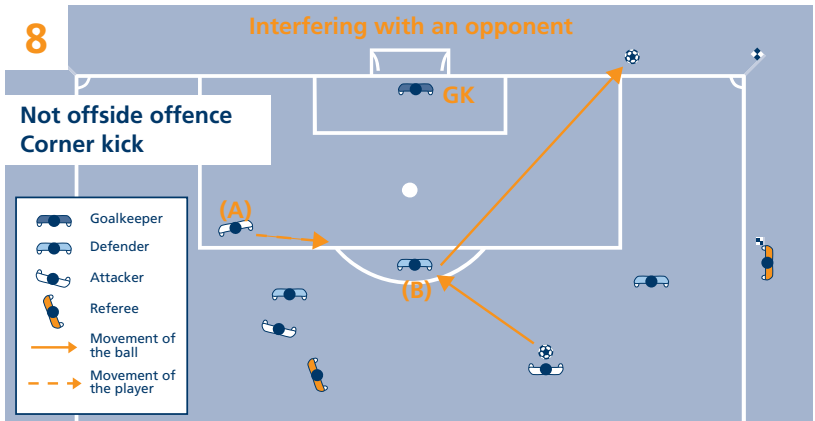 8
Interfering with an opponent
GK
Not offside offence
Corner kick
(A)
(B)
Goalkeeper
Defender
Attacker
Referee
Movement of
the ball
Movement of
the player